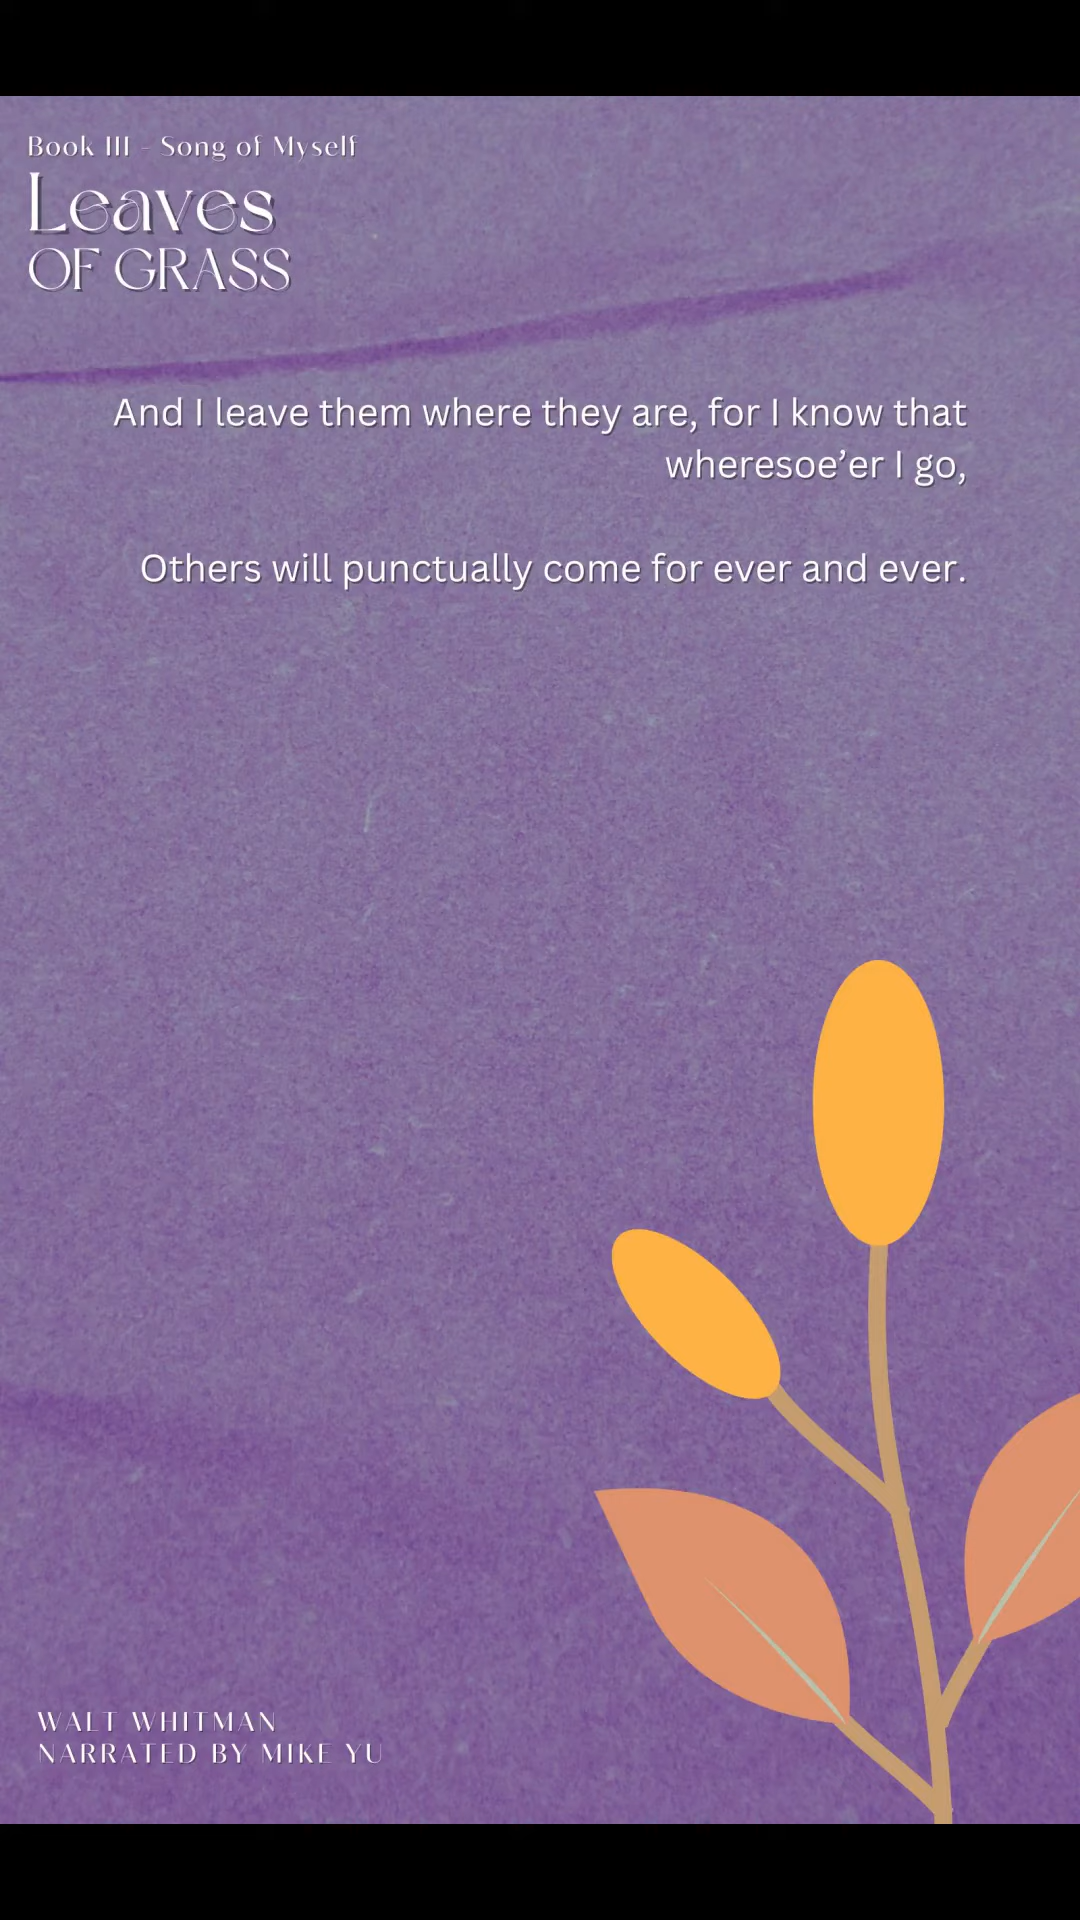 Book III - Song of Myself
Leaves
OF GRASS
And I leave them where they are, for I know that
wheresoe’er I go,
Others will punctually come for ever and ever.
WALT WHITMAN
NARRATED BY MIKE YU